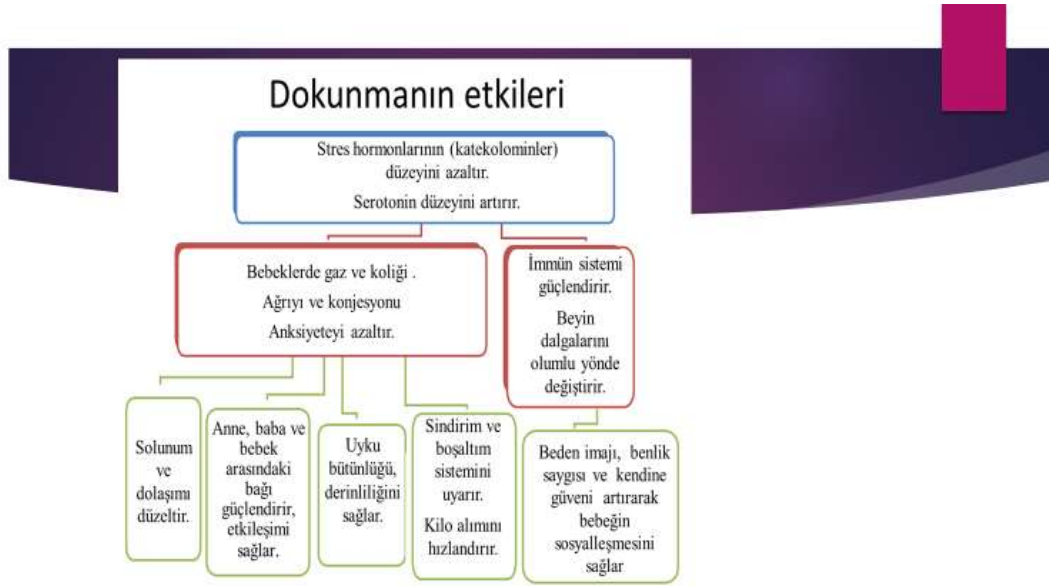 Dokunmanın etkileri
Stres hormonlarının (katekolominler)
düzeyini azaltır.
Serotonin düzeyini artırır.
Bebeklerde gaz ve koliği .
Ağrıyı ve konjesyonu
Anksiyeteyi azaltır.
İmmün sistemi
güçlendirir.
Beyin
dalgalarını
olumlu yönde
değiştirir.
Solunum
ve
dolaşımı
düzeltir.
Anne, baba ve
bebek
arasındaki
bağı
güçlendirir,
etkileşimi
sağlar.
Uyku
bütünlüğü,
derinliliğini
sağlar.
Sindirim ve
boşaltım
sistemini
uyarır.
Kilo alımını
hızlandırır.
Beden imajı, benlik
saygısı ve kendine
güveni artırarak
bebeğin
sosyalleşmesini
sağlar